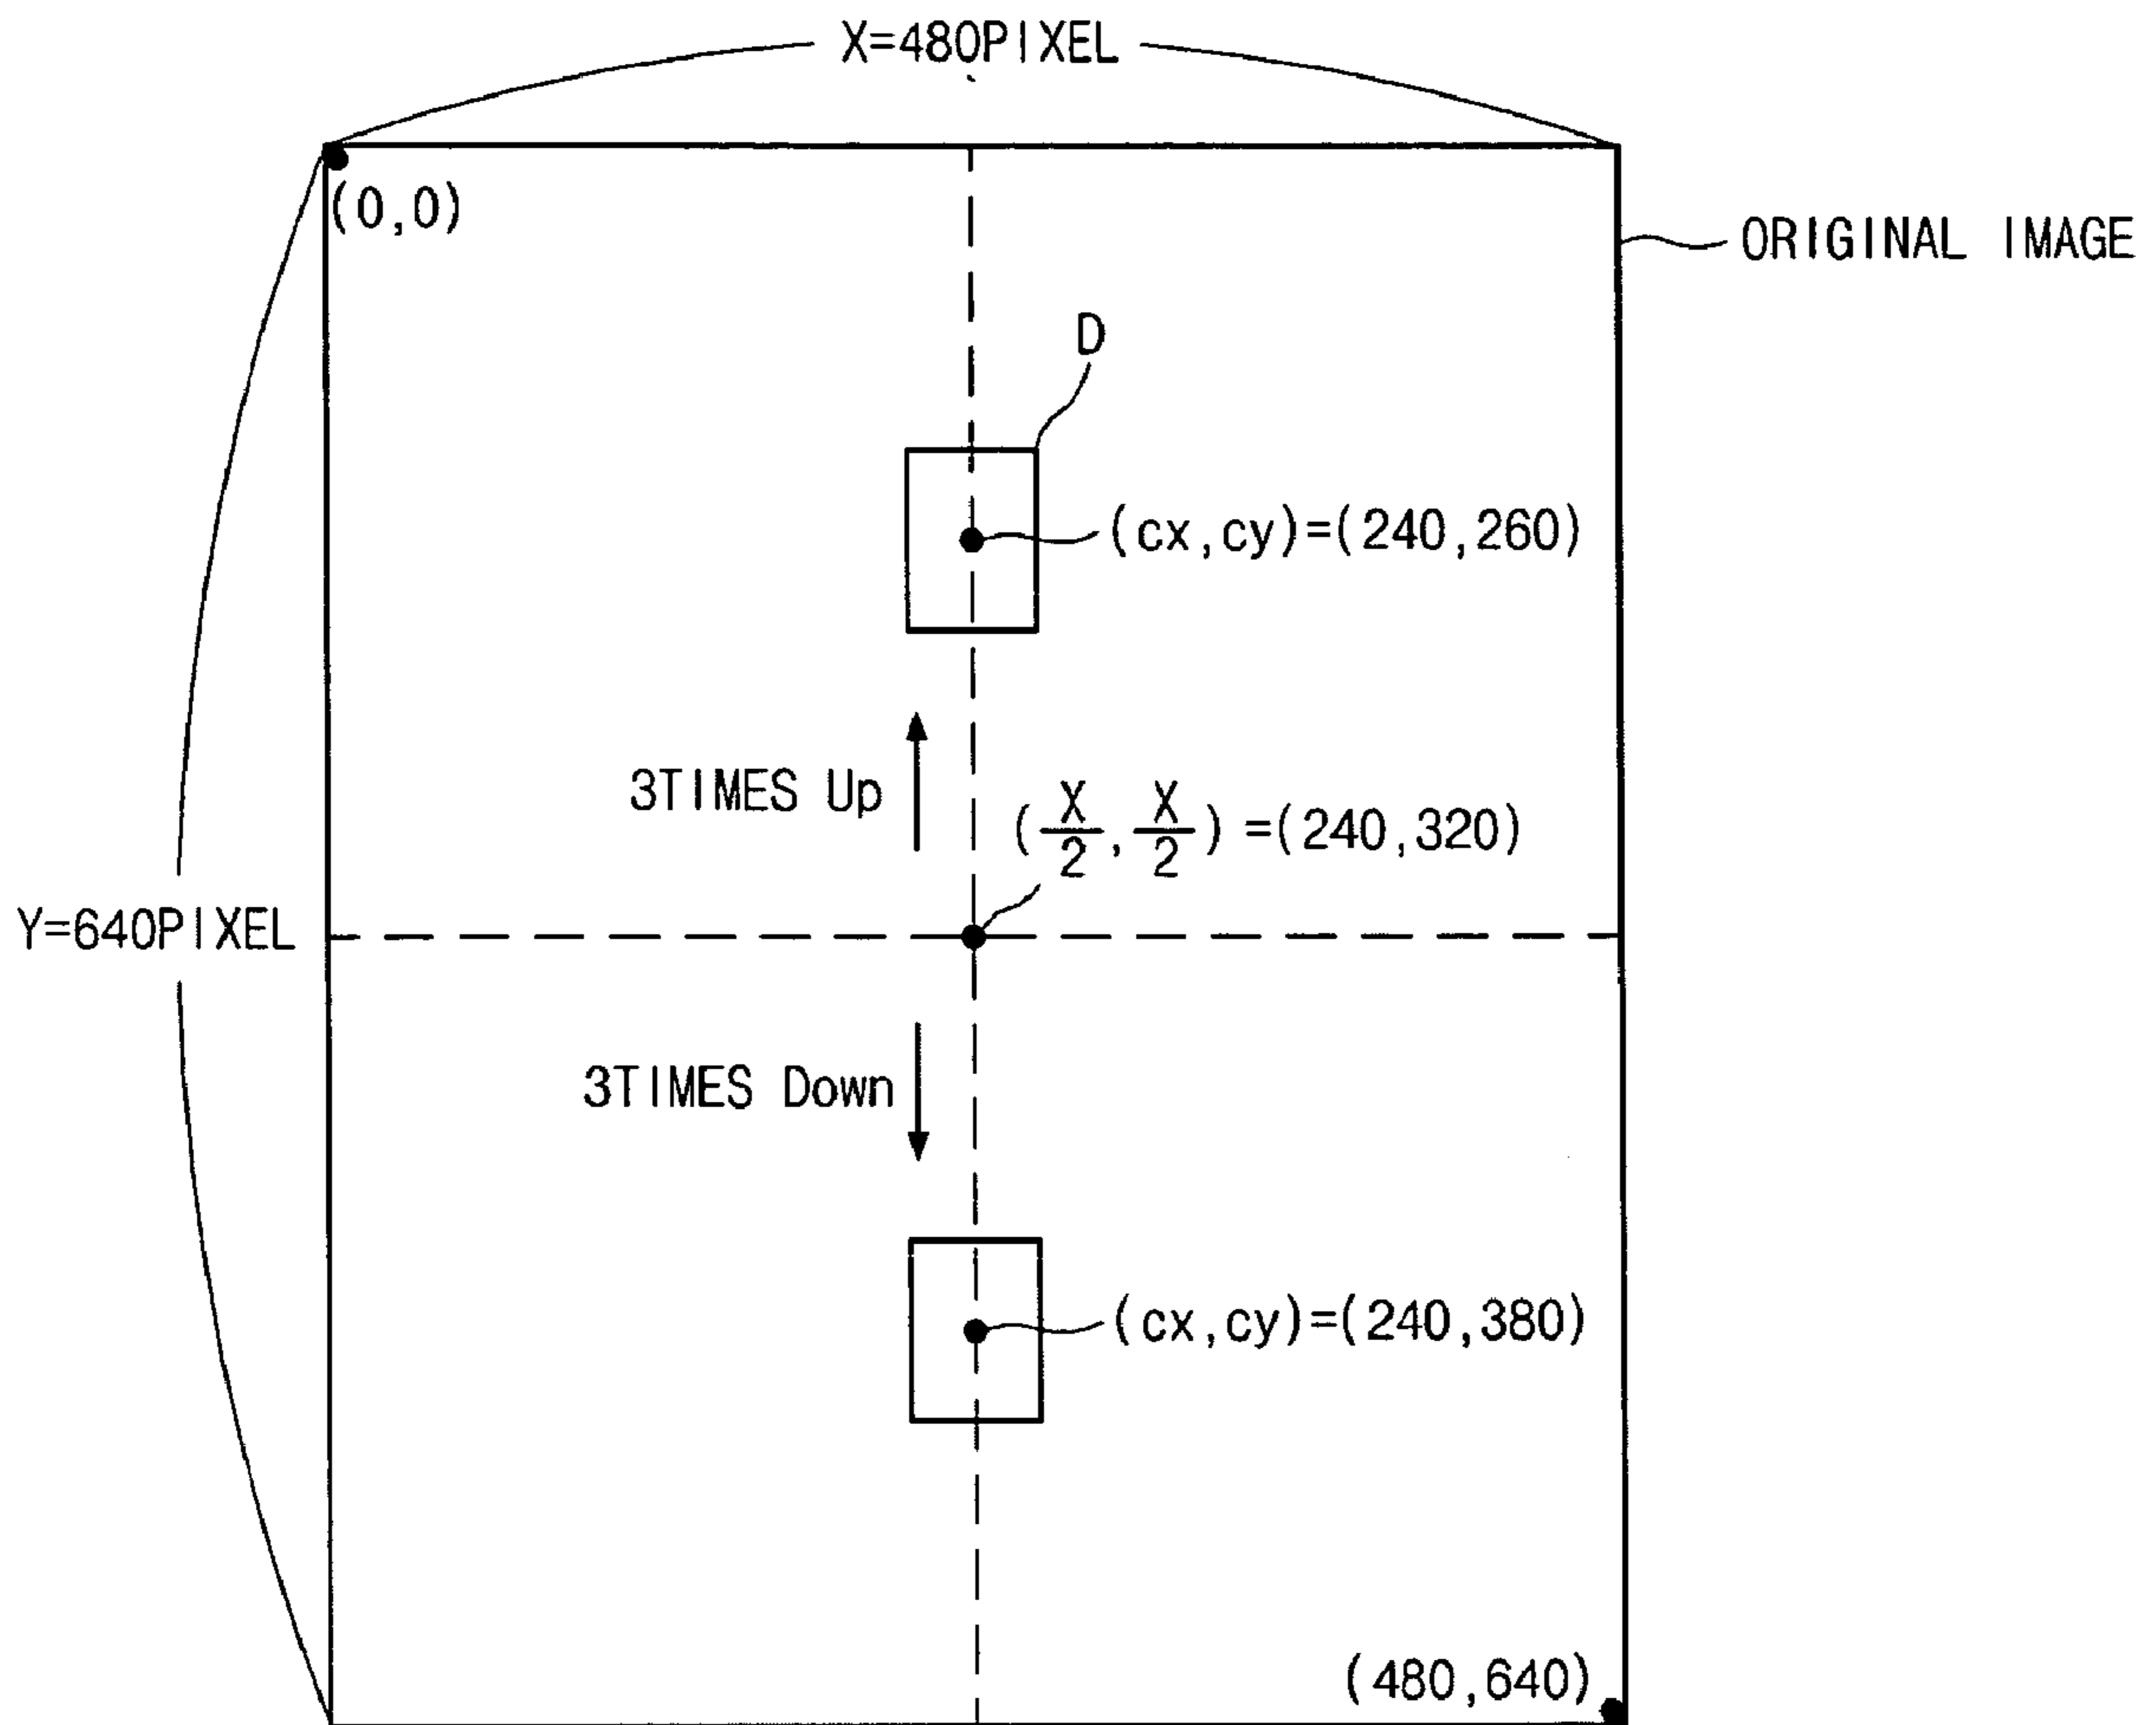 X=480PIXEL
(0,0)
ORIGINAL IMAGE
D
(cx,cy)=(240,260)
3TIMES Up
(X/2,X/2)=(240,320)
Y=640PIXEL
3TIMES Down
(cx,cy)=(240,380)
(480,640)